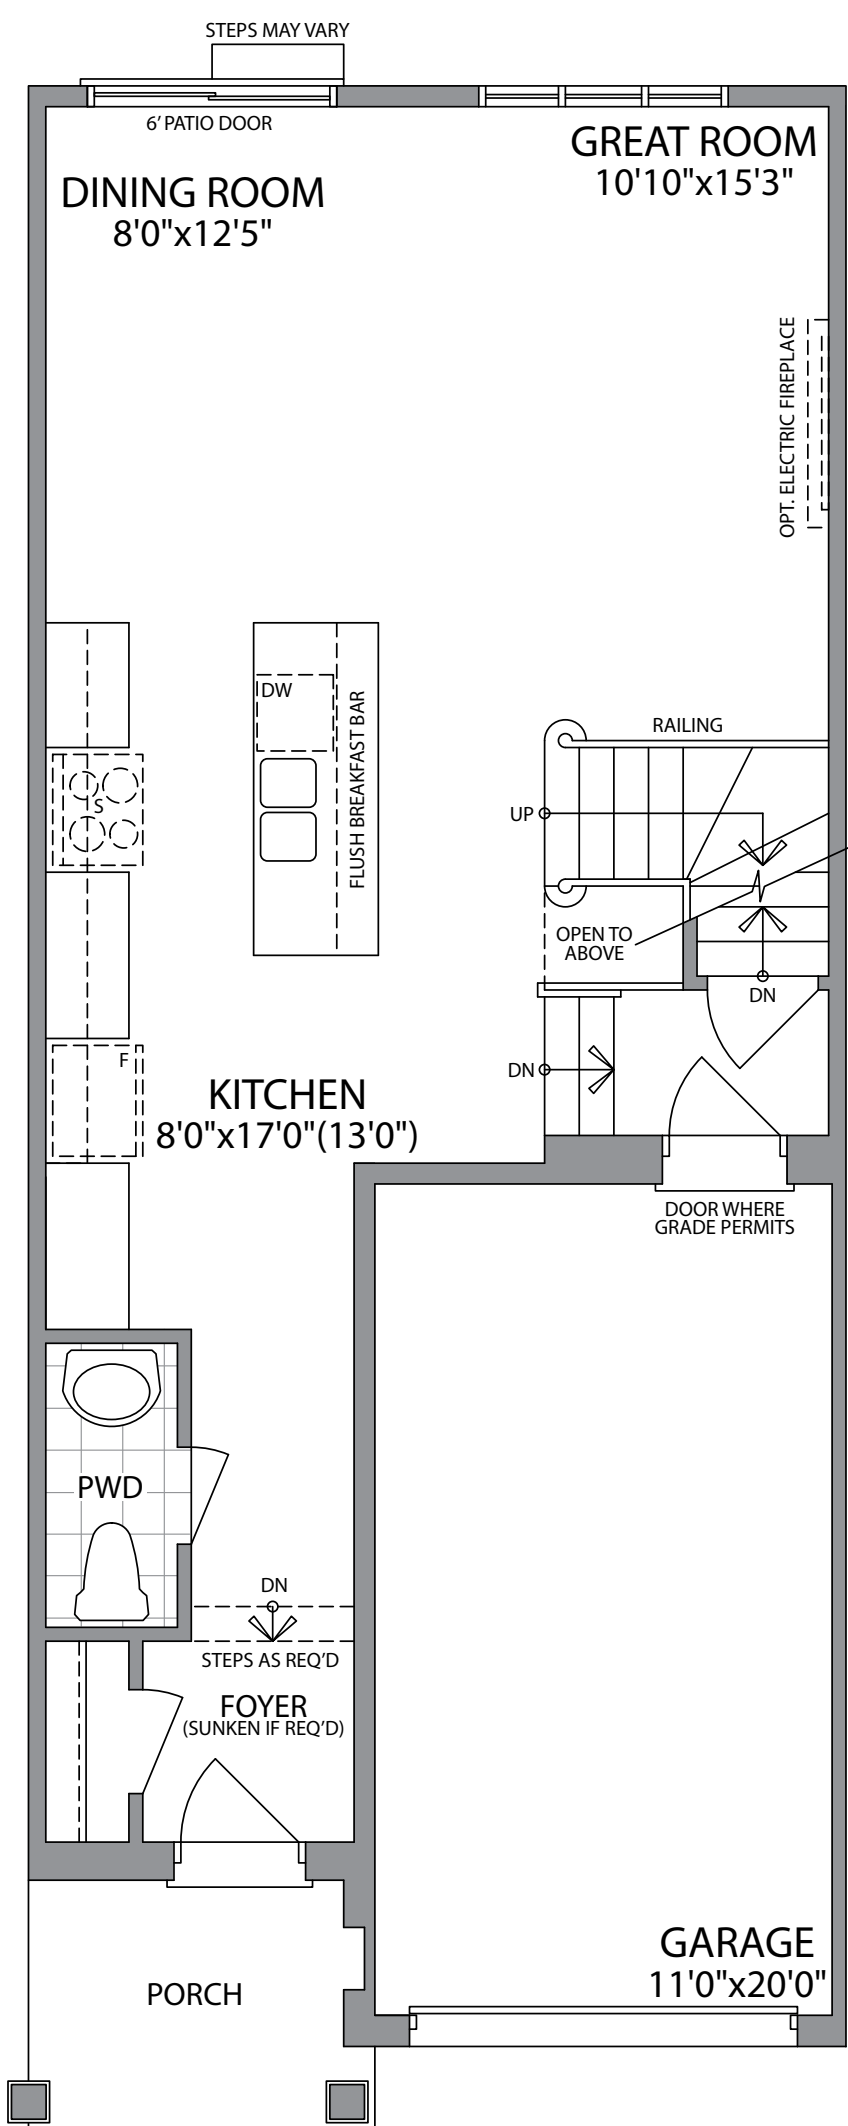 STEPS MAY VARY
6' PATIO DOOR
GREAT ROOM
10'10"x15'3"
DINING ROOM
8'0"x12'5"
OPT. ELECTRIC FIREPLACE
DW
FLUSH BREAKFAST BAR
S
RAILING
UP
OPEN TO
ABOVE
DN
DN
F
KITCHEN
8'0"x17'0"(13'0")
DOOR WHERE
GRADE PERMITS
PWD
DN
STEPS AS REQ'D
FOYER
(SUNKEN IF REQ'D)
GARAGE
11'0"x20'0"
PORCH